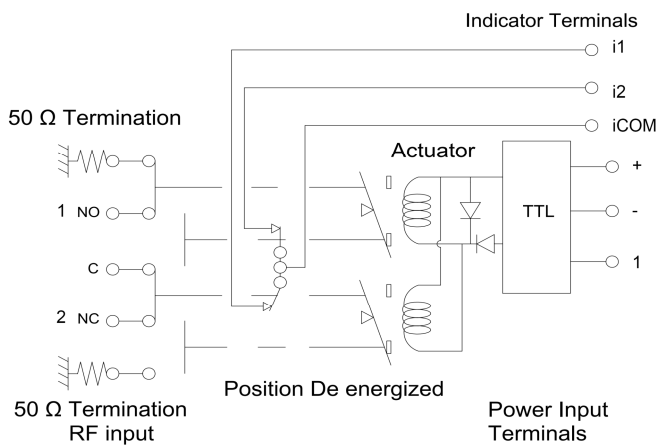 Indicator Terminals
i1
i2
50 Ω Termination
iCOM
Actuator
+
1 NO
TTL
-
C
1
2 NC
Position De energized
50 Ω Termination
RF input
Power Input
Terminals